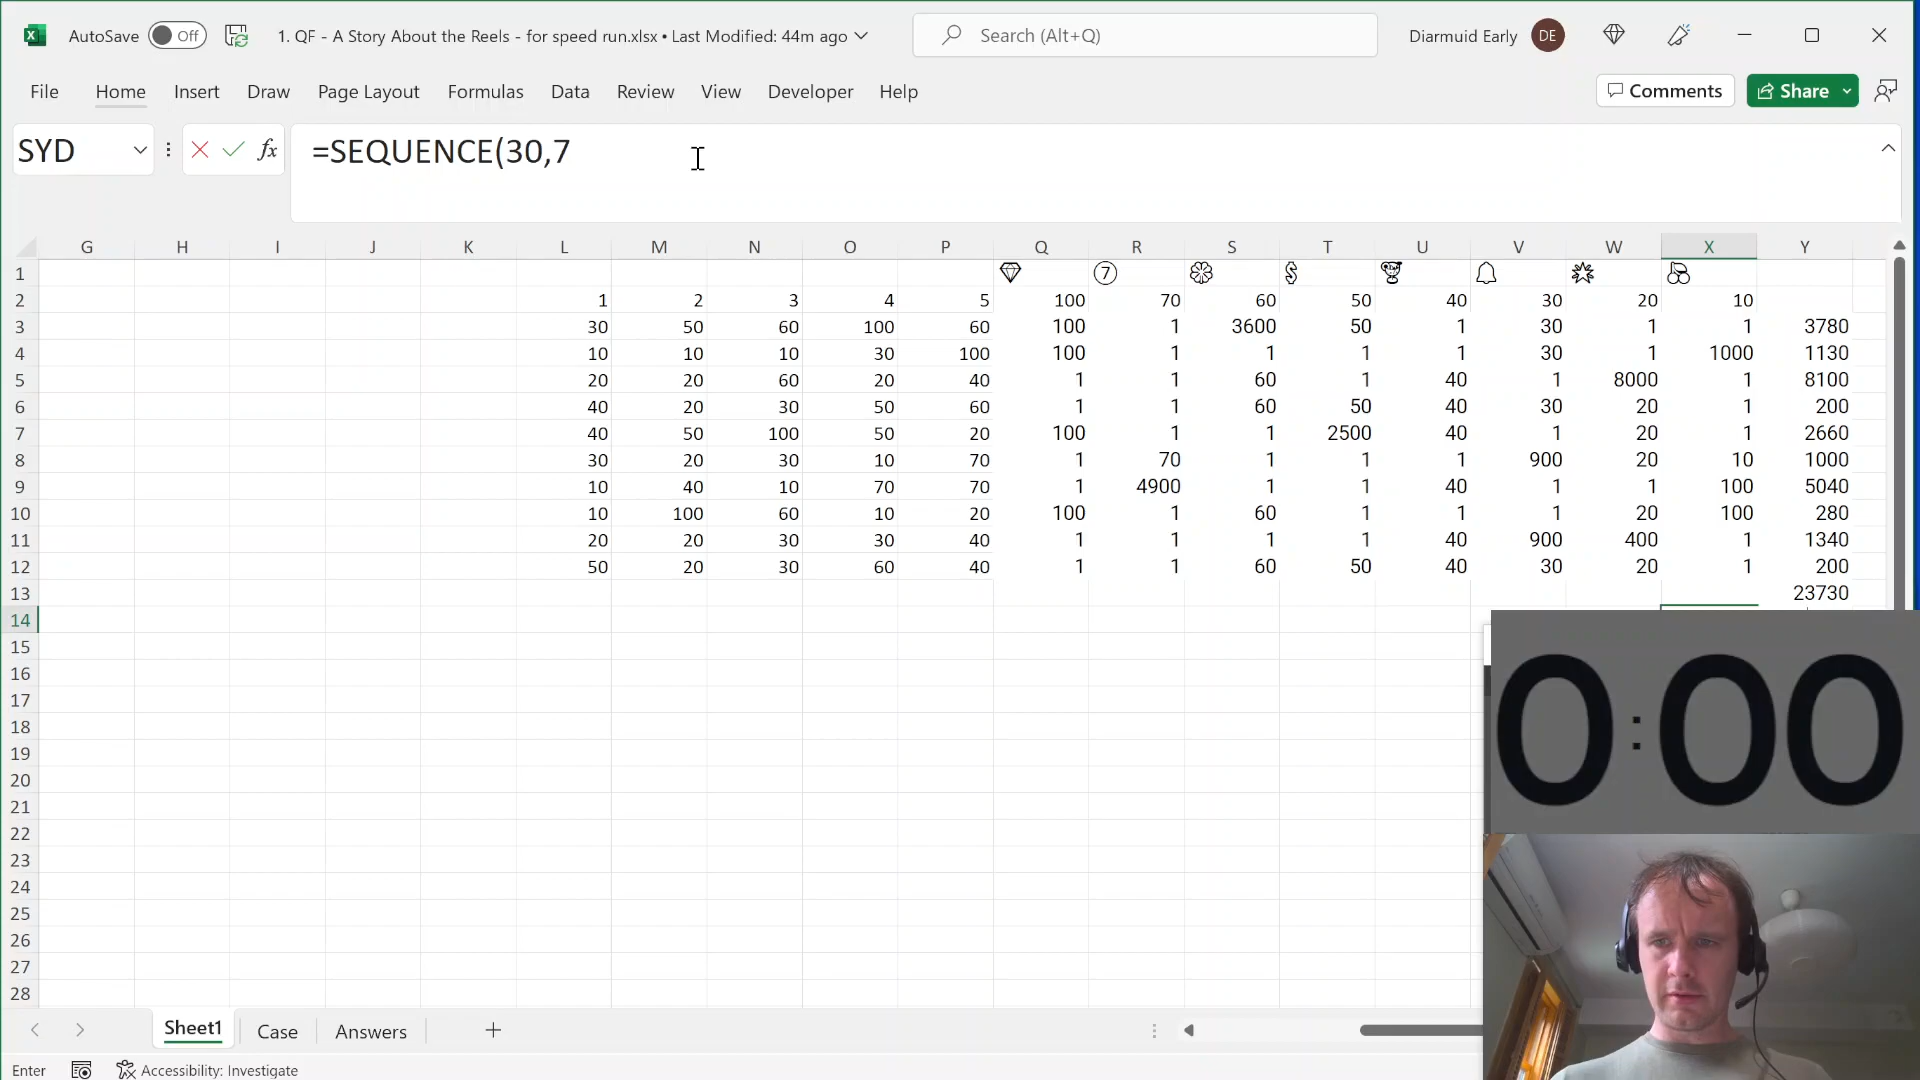 AutoSave Off 1. QF - A Story About the Reels - for speed run.xlsx • Last Modified: 44m ago Search (Alt+Q) Diarmuid Early DE
File Home Insert Draw Page Layout Formulas Data Review View Developer Help Comments Share
SYD fx =SEQUENCE(30,7
G H I J K L M N O P Q R S T U V W X Y
1 7 $
2 1 2 3 4 5 100 70 60 50 40 30 20 10
3 30 50 60 100 60 100 1 3600 50 1 30 1 1 3780
4 10 10 10 30 100 100 1 1 1 1 30 1 1000 1130
5 20 20 60 20 40 1 1 60 1 40 1 8000 1 8100
6 40 20 30 50 60 1 1 60 50 40 30 20 1 200
7 40 50 100 50 20 100 1 1 2500 40 1 20 1 2660
8 30 20 30 10 70 1 70 1 1 1 900 20 10 1000
9 10 40 10 70 70 1 4900 1 1 40 1 1 100 5040
10 10 100 60 10 20 100 1 60 1 1 1 20 100 280
11 20 20 30 30 40 1 1 1 1 40 900 400 1 1340
12 50 20 30 60 40 1 1 60 50 40 30 20 1 200
13 23730
14
15
16
17
18
19
20
21
22
23
24
25
26
27
28
0:00
Sheet1 Case Answers
Enter Accessibility: Investigate